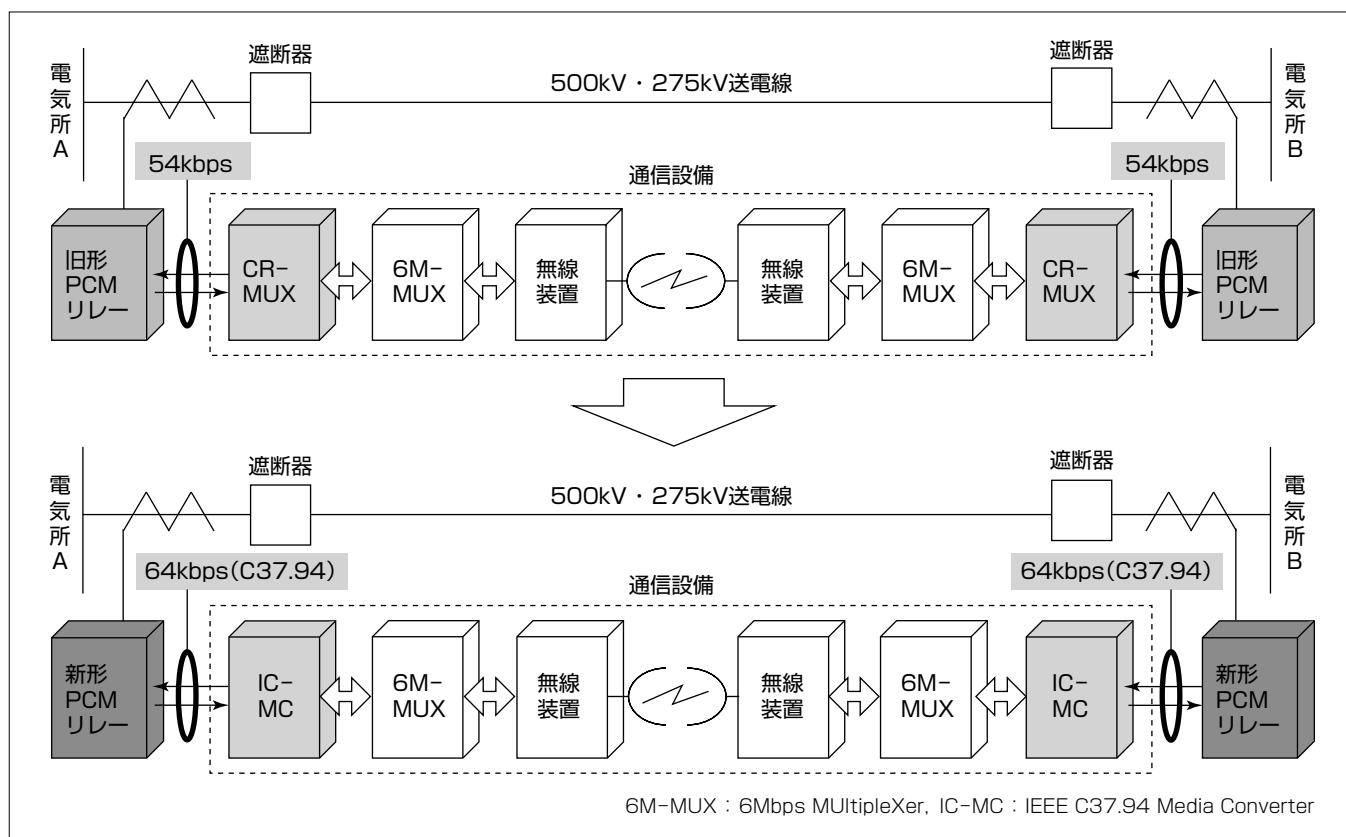 電気所A
遮断器
500kV・275kV送電線
遮断器
電気所B
54kbps
通信設備
54kbps
旧形
PCM
リレー
CR-
MUX
6M-
MUX
無線
装置
無線
装置
6M-
MUX
CR-
MUX
旧形
PCM
リレー
電気所A
遮断器
500kV・275kV送電線
遮断器
電気所B
64kbps(C37.94)
通信設備
64kbps(C37.94)
新形
PCM
リレー
IC-
MC
6M-
MUX
無線
装置
無線
装置
6M-
MUX
IC-
MC
新形
PCM
リレー
6M-MUX：6Mbps MUltipleXer, IC-MC：IEEE C37.94 Media Converter